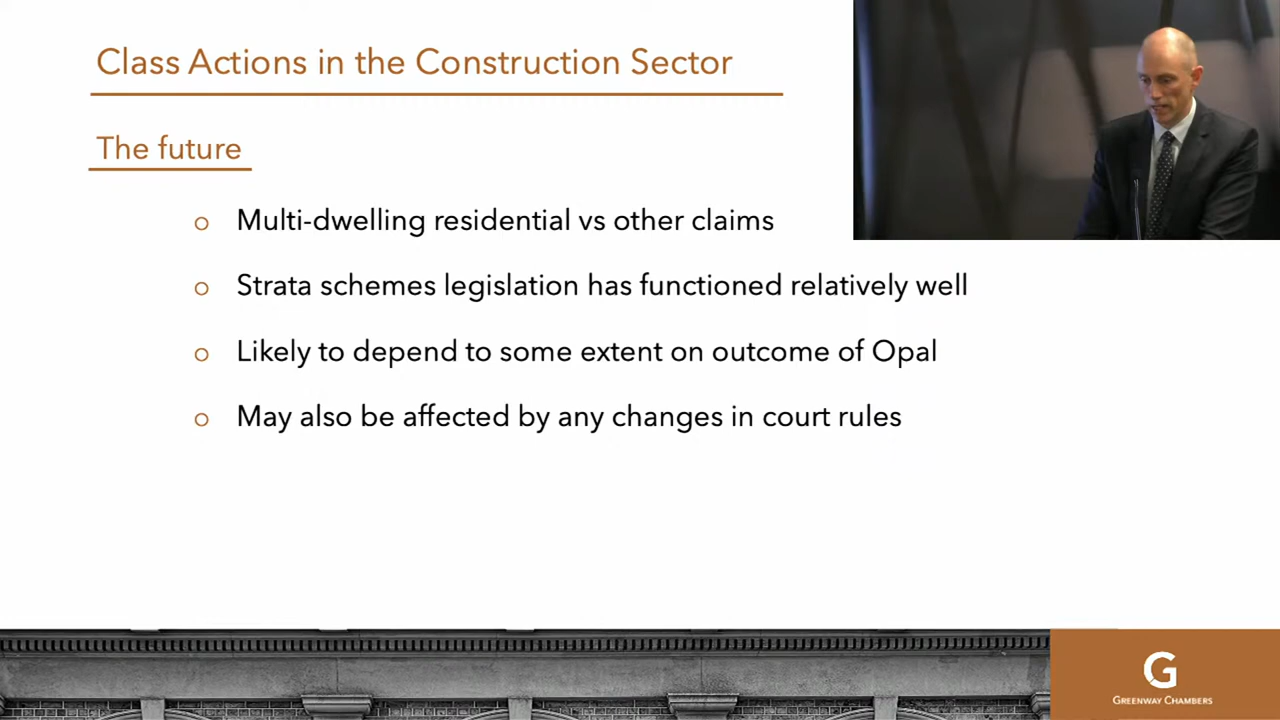 Class Actions in the Construction Sector
The future
Multi-dwelling residential vs other claims
Strata schemes legislation has functioned relatively well
Likely to depend to some extent on outcome of Opal
May also be affected by any changes in court rules
G
GREENWAY CHAMBERS